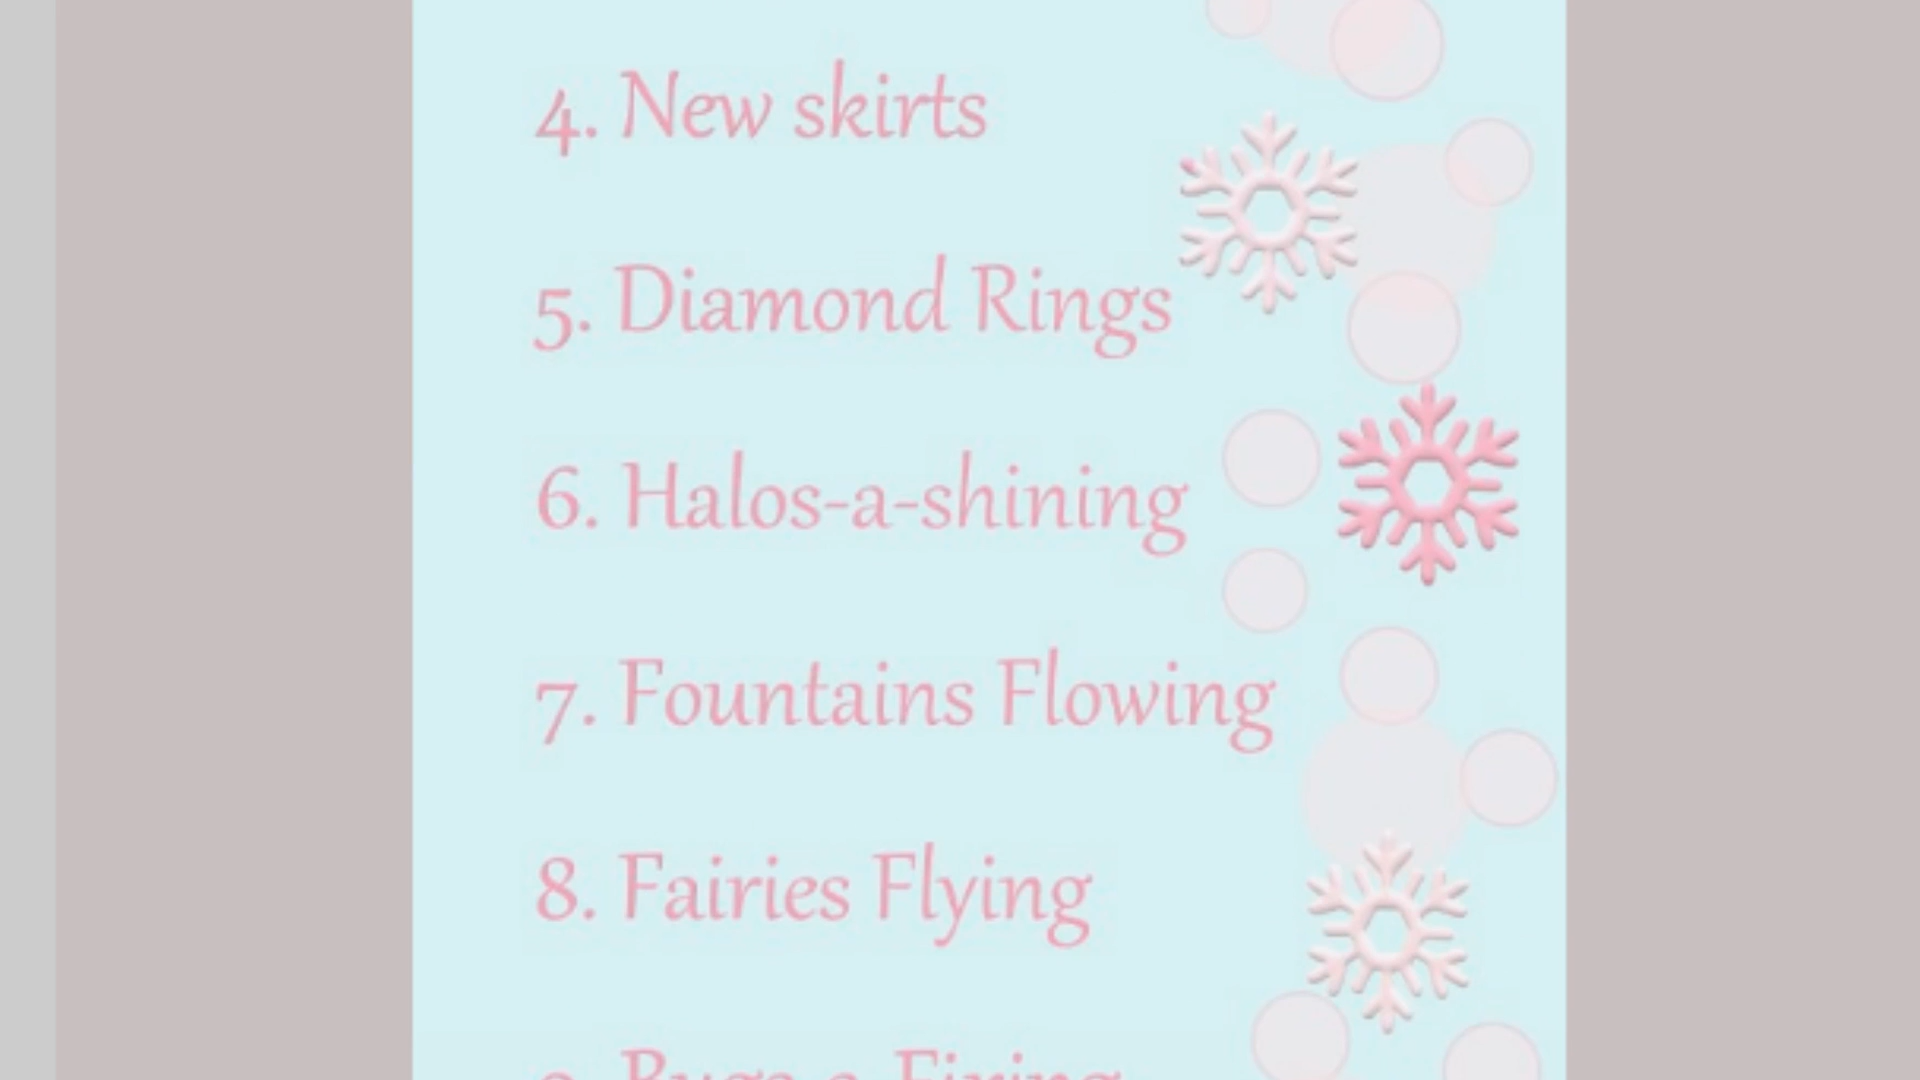 4. New skirts
5. Diamond Rings
6. Halos-a-shining
7. Fountains Flowing
8. Fairies Flying